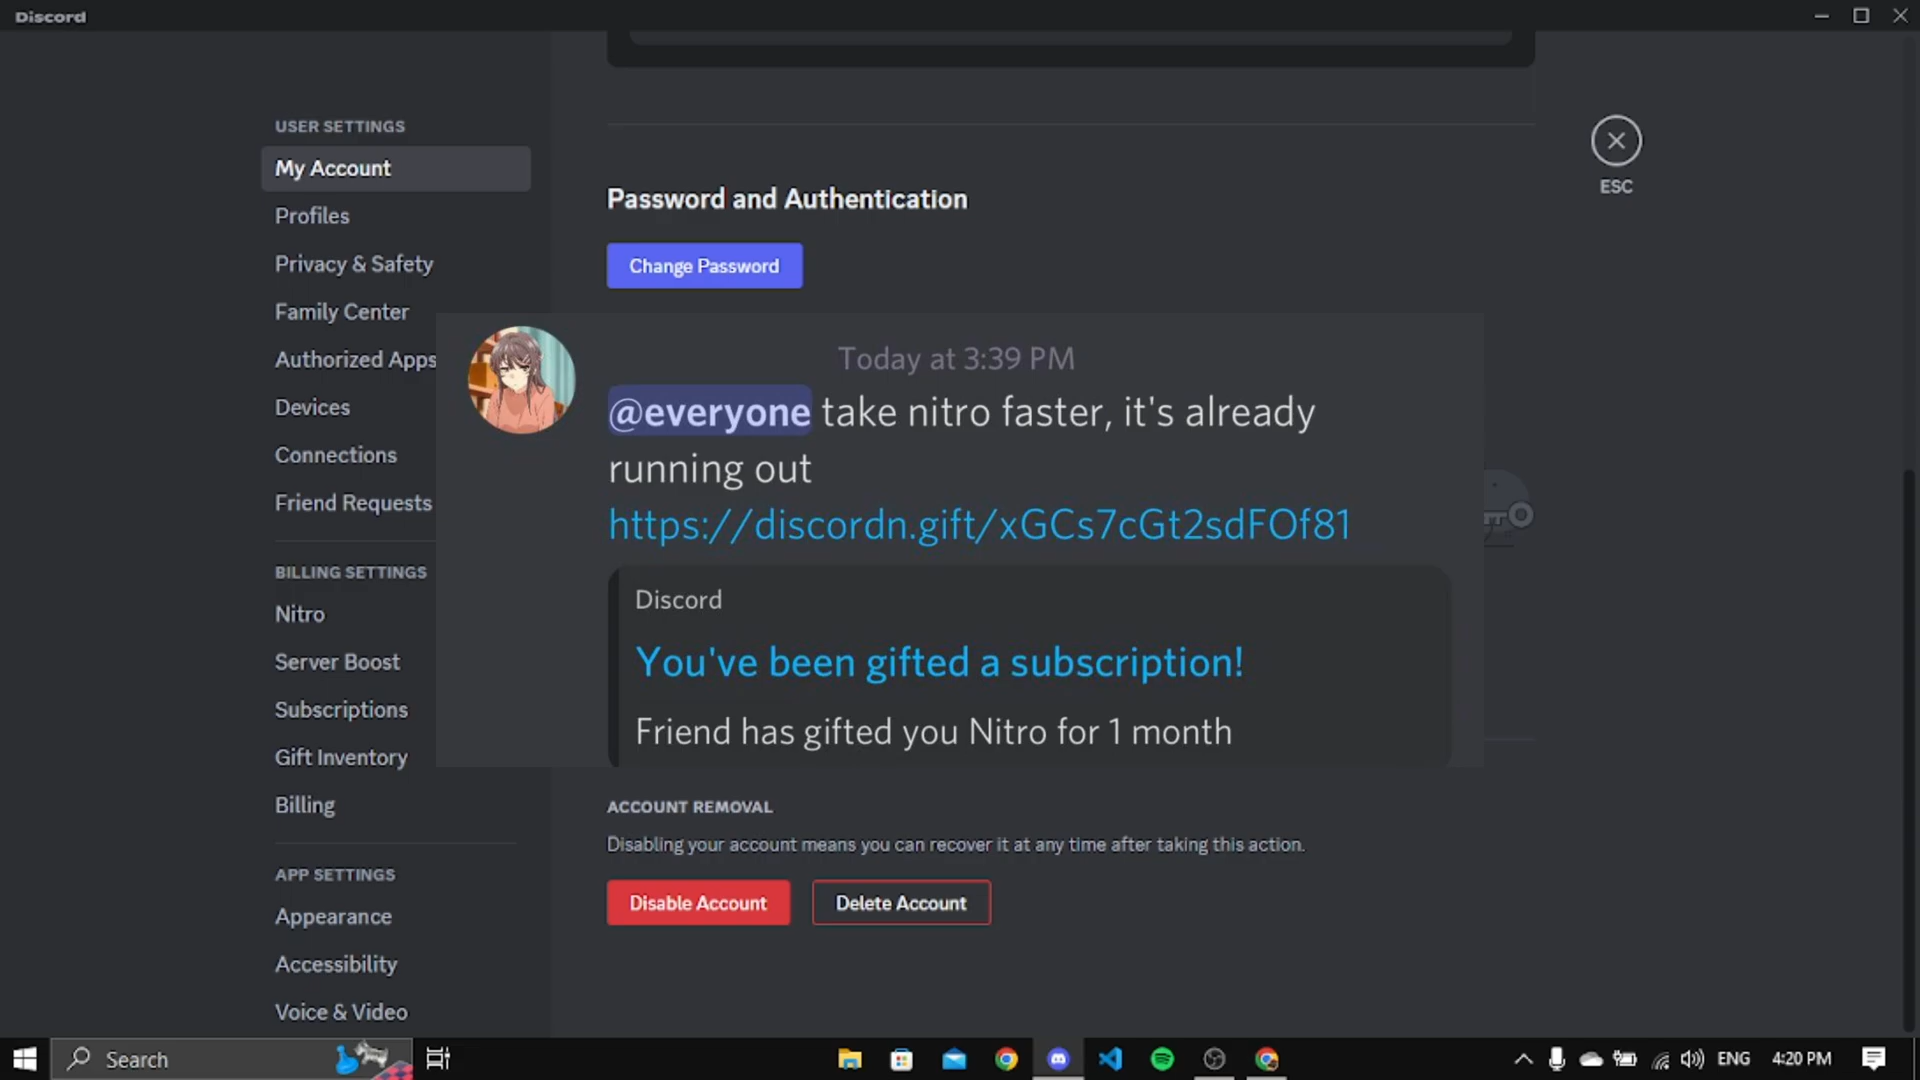 Discord
USER SETTINGS
My Account
Profiles
Privacy & Safety
Family Center
Authorized Apps
Devices
Connections
Friend Requests
BILLING SETTINGS
Nitro
Server Boost
Subscriptions
Gift Inventory
Billing
APP SETTINGS
Appearance
Accessibility
Voice & Video
Password and Authentication
Change Password
Today at 3:39 PM
@everyone take nitro faster, it's already
running out
https://discordn.gift/xGCs7cGt2sdFOf81
Discord
You've been gifted a subscription!
Friend has gifted you Nitro for 1 month
ACCOUNT REMOVAL
Disabling your account means you can recover it at any time after taking this action.
Disable Account
Delete Account
ESC
Search
ENG
4:20 PM